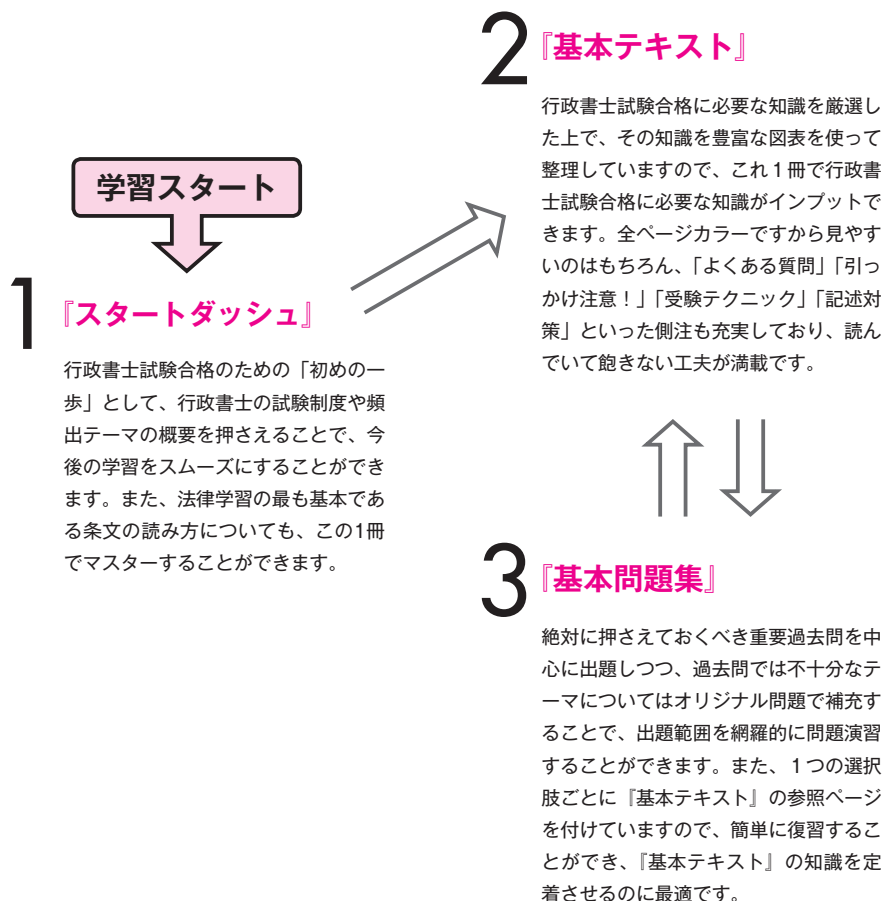 学習スタート
1
『スタートダッシュ』
行政書士試験合格のための「初めの一
歩」として、行政書士の試験制度や頻
出テーマの概要を押さえることで、今
後の学習をスムーズにすることができ
ます。また、法律学習の最も基本であ
る条文の読み方についても、この1冊
でマスターすることができます。
2
『基本テキスト』
行政書士試験合格に必要な知識を厳選し
た上で、その知識を豊富な図表を使って
整理していますので、これ１冊で行政書
士試験合格に必要な知識がインプットで
きます。全ページカラーですから見やす
いのはもちろん、「よくある質問」「引っ
かけ注意！」「受験テクニック」「記述対
策」といった側注も充実しており、読ん
でいて飽きない工夫が満載です。
3
『基本問題集』
絶対に押さえておくべき重要過去問を中
心に出題しつつ、過去問では不十分なテ
ーマについてはオリジナル問題で補充す
ることで、出題範囲を網羅的に問題演習
することができます。また、１つの選択
肢ごとに『基本テキスト』の参照ページ
を付けていますので、簡単に復習するこ
とができ、『基本テキスト』の知識を定
着させるのに最適です。